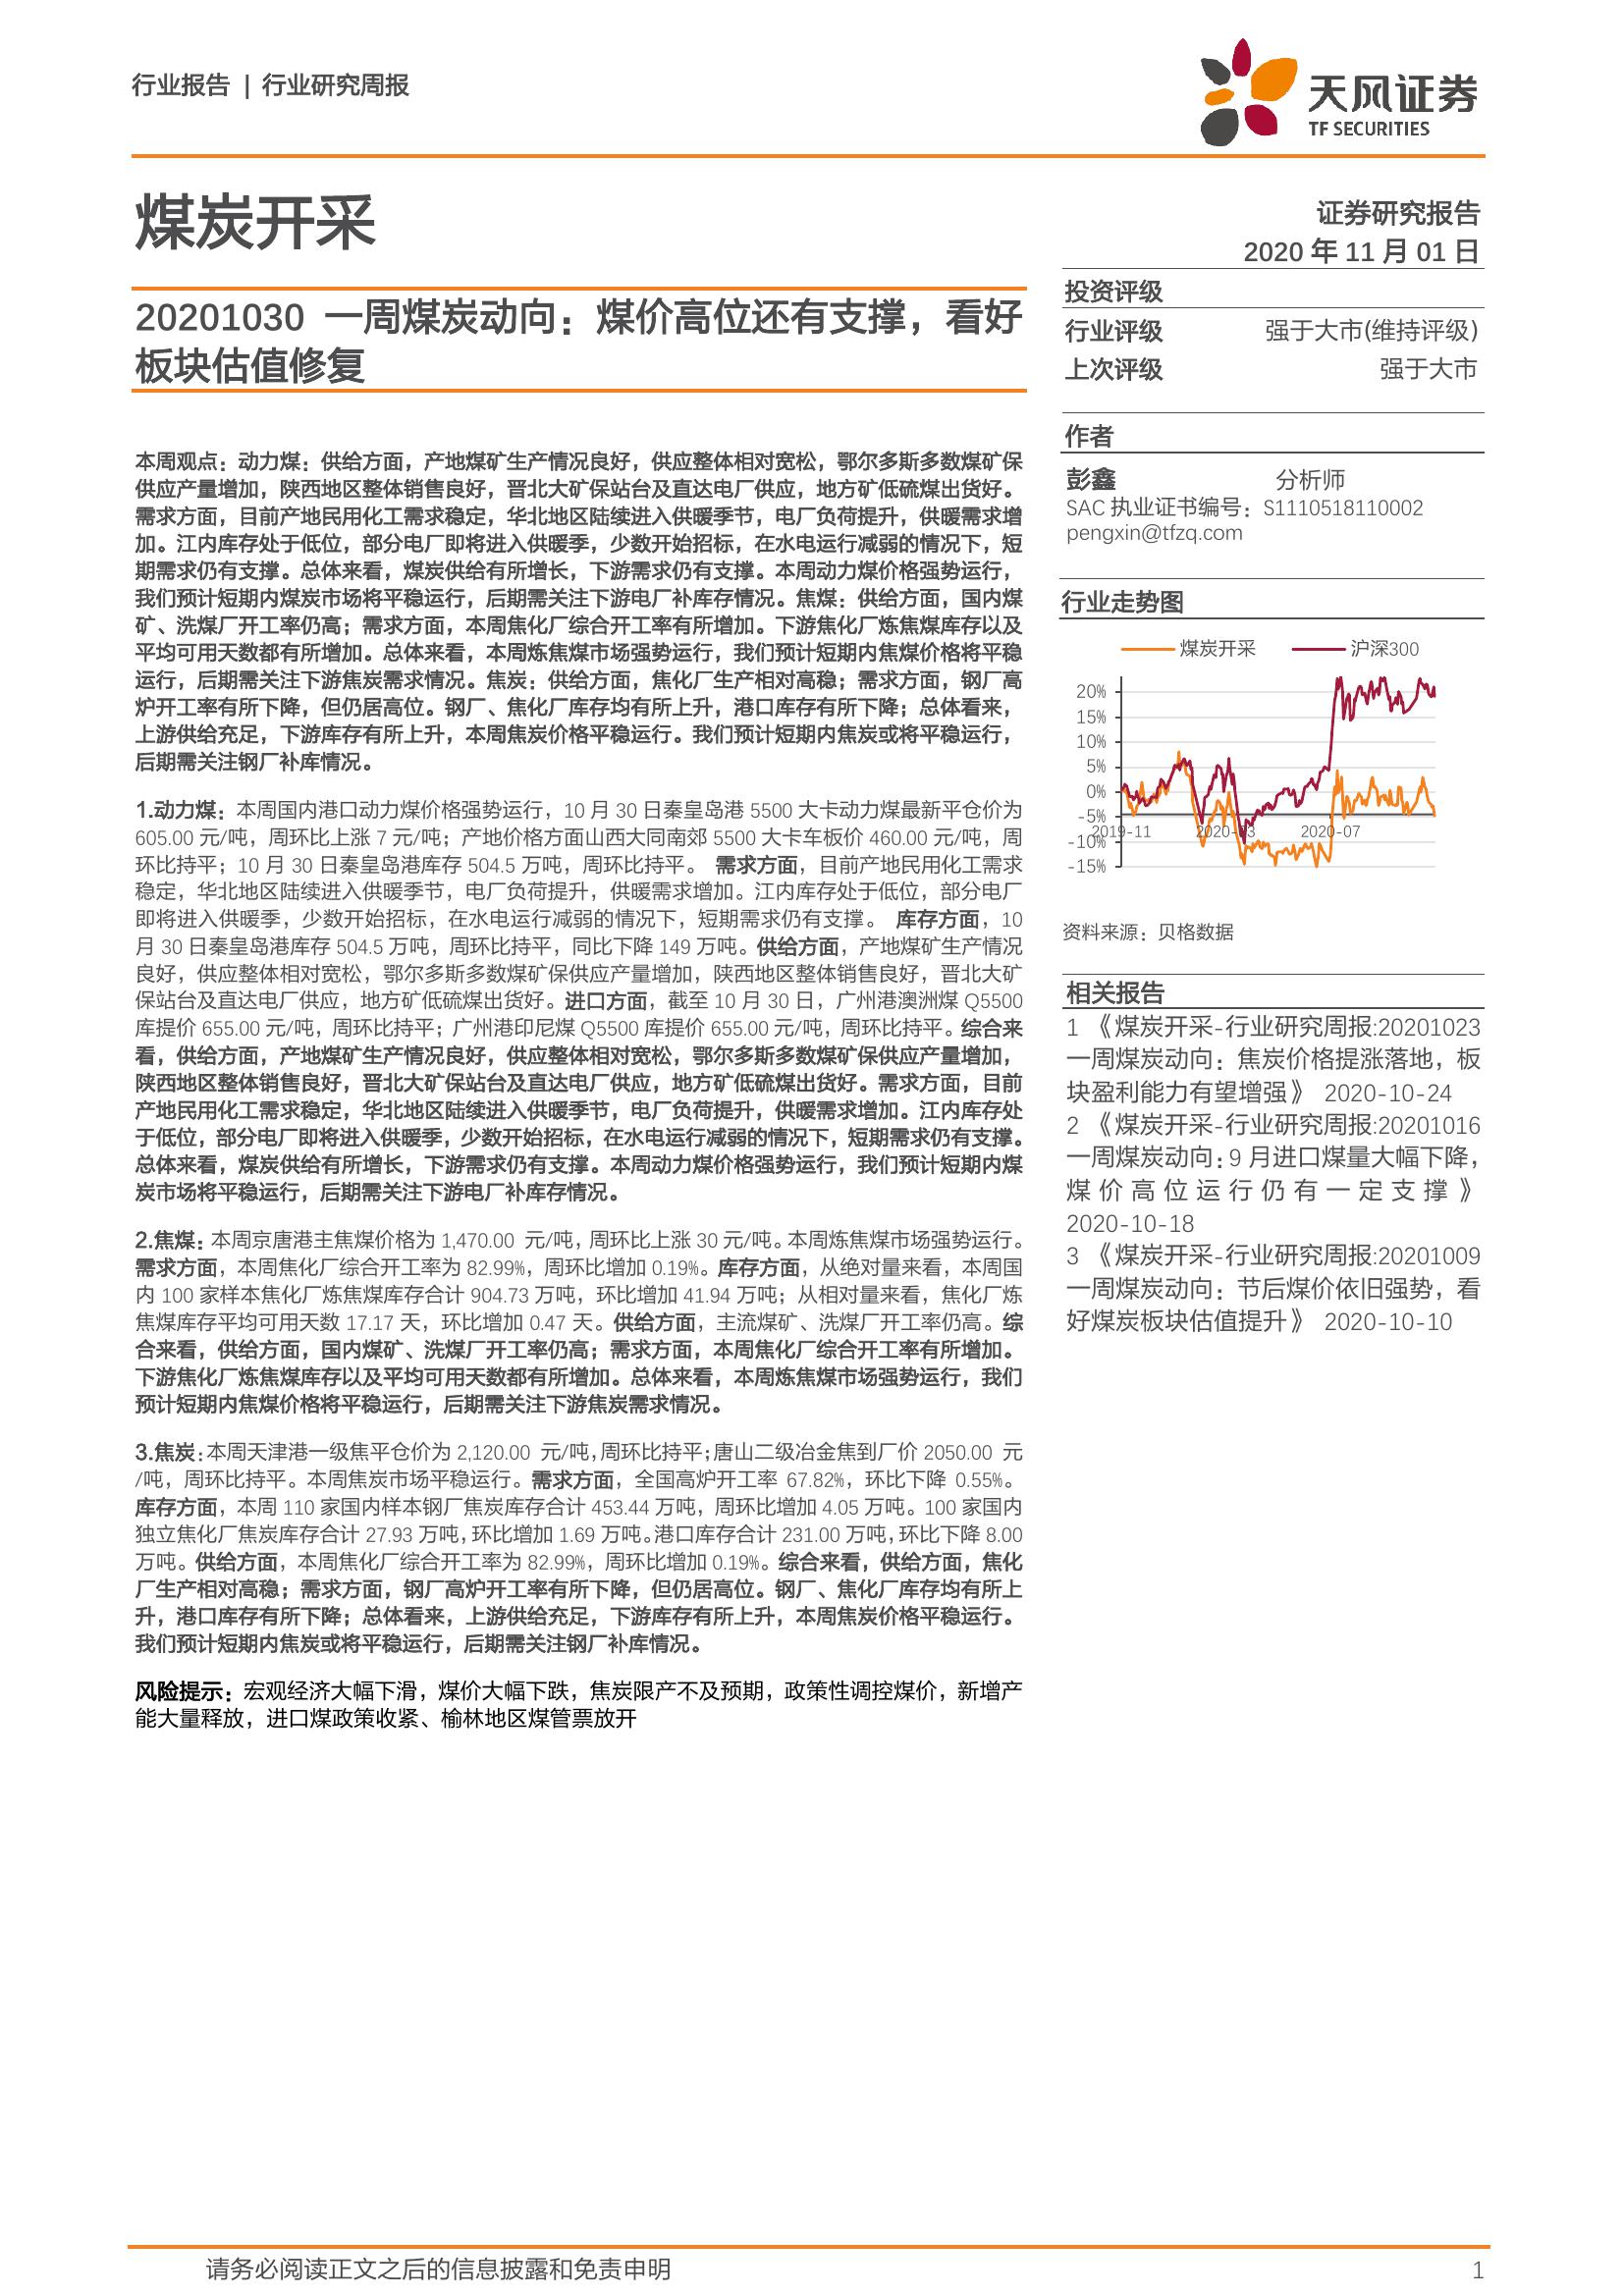 行业报告 | 行业研究周报
天风证券
TF SECURITIES
煤炭开采
证券研究报告
2020 年 11 月 01 日
20201030 一周煤炭动向：煤价高位还有支撑，看好
板块估值修复
本周观点：动力煤：供给方面，产地煤矿生产情况良好，供应整体相对宽松，鄂尔多斯多数煤矿保
供应产量增加，陕西地区整体销售良好，晋北大矿保站台及直达电厂供应，地方矿低硫煤出货好。
需求方面，目前产地民用化工需求稳定，华北地区陆续进入供暖季节，电厂负荷提升，供暖需求增
加。江内库存处于低位，部分电厂即将进入供暖季，少数开始招标，在水电运行减弱的情况下，短
期需求仍有支撑。总体来看，煤炭供给有所增长，下游需求仍有支撑。本周动力煤价格强势运行，
我们预计短期内煤炭市场将平稳运行，后期需关注下游电厂补库存情况。焦煤：供给方面，国内煤
矿、洗煤厂开工率仍高；需求方面，本周焦化厂综合开工率有所增加。下游焦化厂炼焦煤库存以及
平均可用天数都有所增加。总体来看，本周炼焦煤市场强势运行，我们预计短期内焦煤价格将平稳
运行，后期需关注下游焦炭需求情况。焦炭：供给方面，焦化厂生产相对高稳；需求方面，钢厂高
炉开工率有所下降，但仍居高位。钢厂、焦化厂库存均有所上升，港口库存有所下降；总体看来，
上游供给充足，下游库存有所上升，本周焦炭价格平稳运行。我们预计短期内焦炭或将平稳运行，
后期需关注钢厂补库情况。
1.动力煤：本周国内港口动力煤价格强势运行，10 月 30 日秦皇岛港 5500 大卡动力煤最新平仓价为
605.00 元/吨，周环比上涨 7 元/吨；产地价格方面山西大同南郊 5500 大卡车板价 460.00 元/吨，周
环比持平；10 月 30 日秦皇岛港库存 504.5 万吨，周环比持平。 需求方面，目前产地民用化工需求
稳定，华北地区陆续进入供暖季节，电厂负荷提升，供暖需求增加。江内库存处于低位，部分电厂
即将进入供暖季，少数开始招标，在水电运行减弱的情况下，短期需求仍有支撑。 库存方面，10
月 30 日秦皇岛港库存 504.5 万吨，周环比持平，同比下降 149 万吨。供给方面，产地煤矿生产情况
良好，供应整体相对宽松，鄂尔多斯多数煤矿保供应产量增加，陕西地区整体销售良好，晋北大矿
保站台及直达电厂供应，地方矿低硫煤出货好。进口方面，截至 10 月 30 日，广州港澳洲煤 Q5500
库提价 655.00 元/吨，周环比持平；广州港印尼煤 Q5500 库提价 655.00 元/吨，周环比持平。综合来
看，供给方面，产地煤矿生产情况良好，供应整体相对宽松，鄂尔多斯多数煤矿保供应产量增加，
陕西地区整体销售良好，晋北大矿保站台及直达电厂供应，地方矿低硫煤出货好。需求方面，目前
产地民用化工需求稳定，华北地区陆续进入供暖季节，电厂负荷提升，供暖需求增加。江内库存处
于低位，部分电厂即将进入供暖季，少数开始招标，在水电运行减弱的情况下，短期需求仍有支撑。
总体来看，煤炭供给有所增长，下游需求仍有支撑。本周动力煤价格强势运行，我们预计短期内煤
炭市场将平稳运行，后期需关注下游电厂补库存情况。
2.焦煤：本周京唐港主焦煤价格为 1,470.00 元/吨，周环比上涨 30 元/吨。本周炼焦煤市场强势运行。
需求方面，本周焦化厂综合开工率为 82.99%，周环比增加 0.19%。库存方面，从绝对量来看，本周国
内 100 家样本焦化厂炼焦煤库存合计 904.73 万吨，环比增加 41.94 万吨；从相对量来看，焦化厂炼
焦煤库存平均可用天数 17.17 天，环比增加 0.47 天。供给方面，主流煤矿、洗煤厂开工率仍高。综
合来看，供给方面，国内煤矿、洗煤厂开工率仍高；需求方面，本周焦化厂综合开工率有所增加。
下游焦化厂炼焦煤库存以及平均可用天数都有所增加。总体来看，本周炼焦煤市场强势运行，我们
预计短期内焦煤价格将平稳运行，后期需关注下游焦炭需求情况。
3.焦炭：本周天津港一级焦平仓价为 2,120.00 元/吨，周环比持平；唐山二级冶金焦到厂价 2050.00 元
/吨，周环比持平。本周焦炭市场平稳运行。需求方面，全国高炉开工率 67.82%，环比下降 0.55%。
库存方面，本周 110 家国内样本钢厂焦炭库存合计 453.44 万吨，周环比增加 4.05 万吨。100 家国内
独立焦化厂焦炭库存合计 27.93 万吨，环比增加 1.69 万吨。港口库存合计 231.00 万吨，环比下降 8.00
万吨。供给方面，本周焦化厂综合开工率为 82.99%，周环比增加 0.19%。综合来看，供给方面，焦化
厂生产相对高稳；需求方面，钢厂高炉开工率有所下降，但仍居高位。钢厂、焦化厂库存均有所上
升，港口库存有所下降；总体看来，上游供给充足，下游库存有所上升，本周焦炭价格平稳运行。
我们预计短期内焦炭或将平稳运行，后期需关注钢厂补库情况。
风险提示：宏观经济大幅下滑，煤价大幅下跌，焦炭限产不及预期，政策性调控煤价，新增产
能大量释放，进口煤政策收紧、榆林地区煤管票放开
投资评级
行业评级 强于大市(维持评级)
上次评级 强于大市
作者
彭鑫 分析师
SAC 执业证书编号：S1110518110002
pengxin@tfzq.com
行业走势图
煤炭开采 沪深300
20%
15%
10%
5%
0%
-5%
-10%
-15%
2019-11 2020-03 2020-07
资料来源：贝格数据
相关报告
1 《煤炭开采-行业研究周报:20201023
一周煤炭动向：焦炭价格提涨落地，板
块盈利能力有望增强》 2020-10-24
2 《煤炭开采-行业研究周报:20201016
一周煤炭动向：9 月进口煤量大幅下降，
煤价高位运行仍有一定支撑》
2020-10-18
3 《煤炭开采-行业研究周报:20201009
一周煤炭动向：节后煤价依旧强势，看
好煤炭板块估值提升》 2020-10-10
请务必阅读正文之后的信息披露和免责申明
1